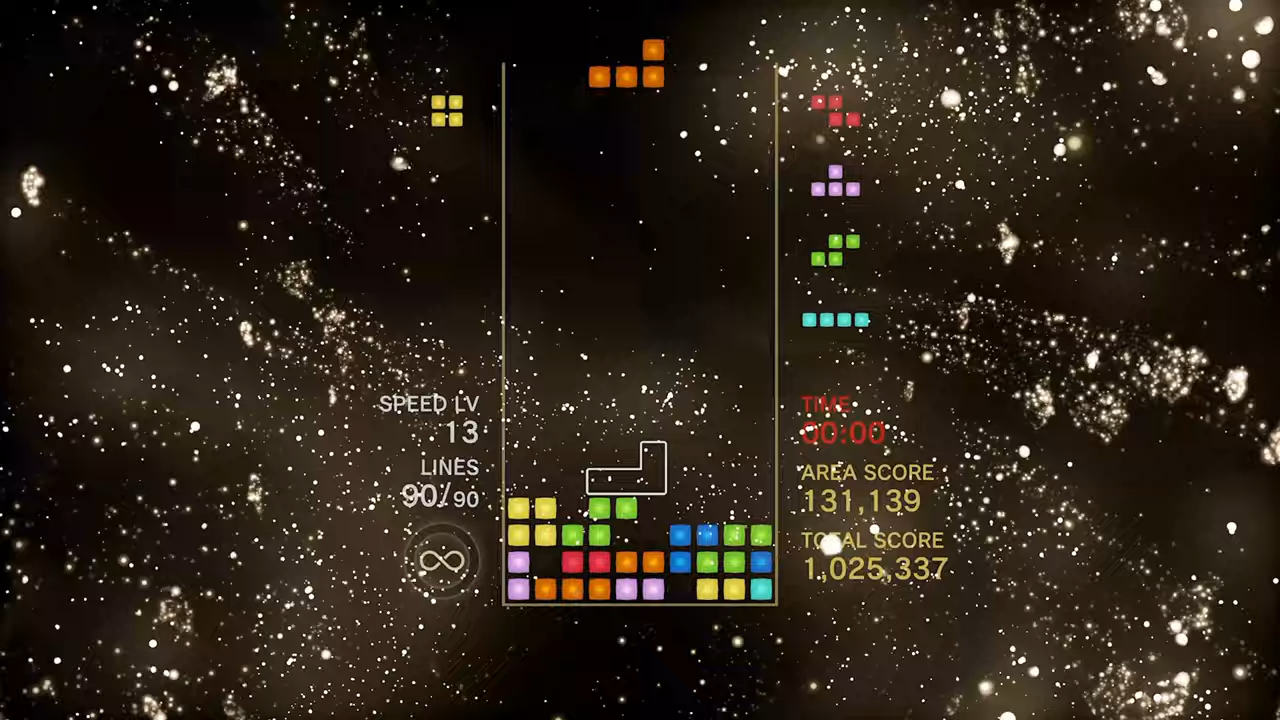 SPEED LV
13
LINES
90/90
TIME
00:00
AREA SCORE
131,139
TOTAL SCORE
1,025,337